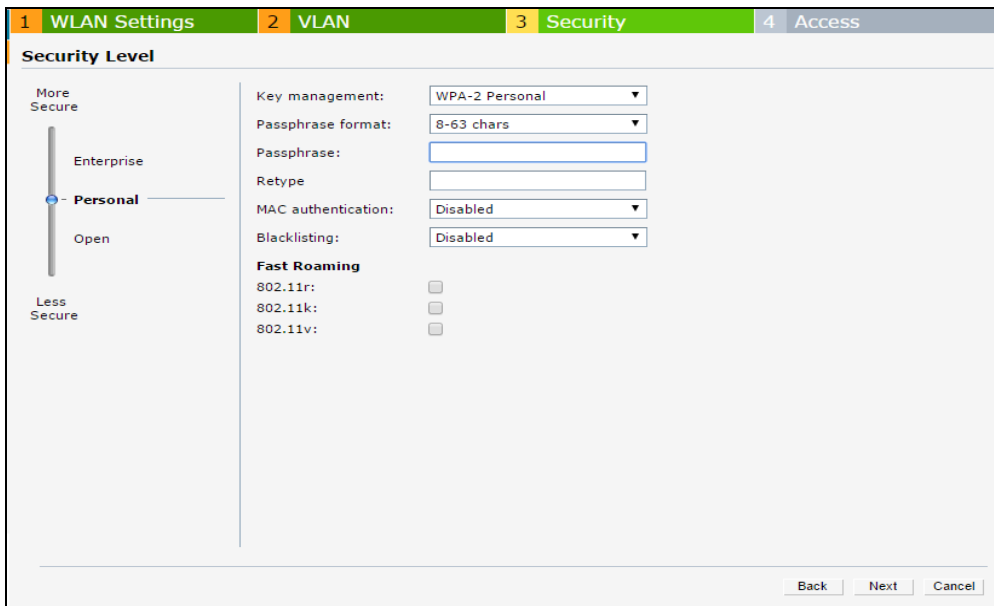 1 WLAN Settings 2 VLAN 3 Security 4 Access
Security Level
More
Secure
Enterprise
Personal
Open
Less
Secure
Key management: WPA-2 Personal
Passphrase format: 8-63 chars
Passphrase:
Retype
MAC authentication: Disabled
Blacklisting: Disabled
Fast Roaming
802.11r:
802.11k:
802.11v:
Back Next Cancel